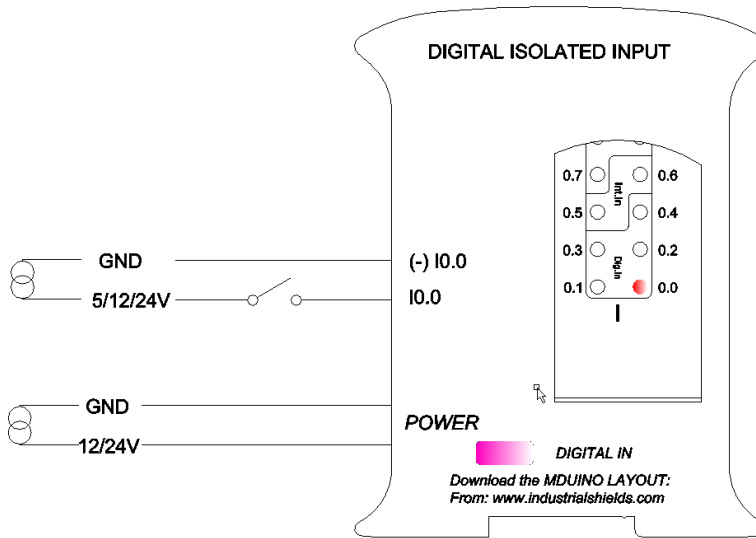 DIGITAL ISOLATED INPUT
0.7 0.6
Int.In
0.5 0.4
0.3 0.2
Dig.In
0.1 0.0
I
GND (-) I0.0
5/12/24V I0.0
GND
POWER
12/24V
DIGITAL IN
Download the MDUINO LAYOUT:
From: www.industrialshields.com